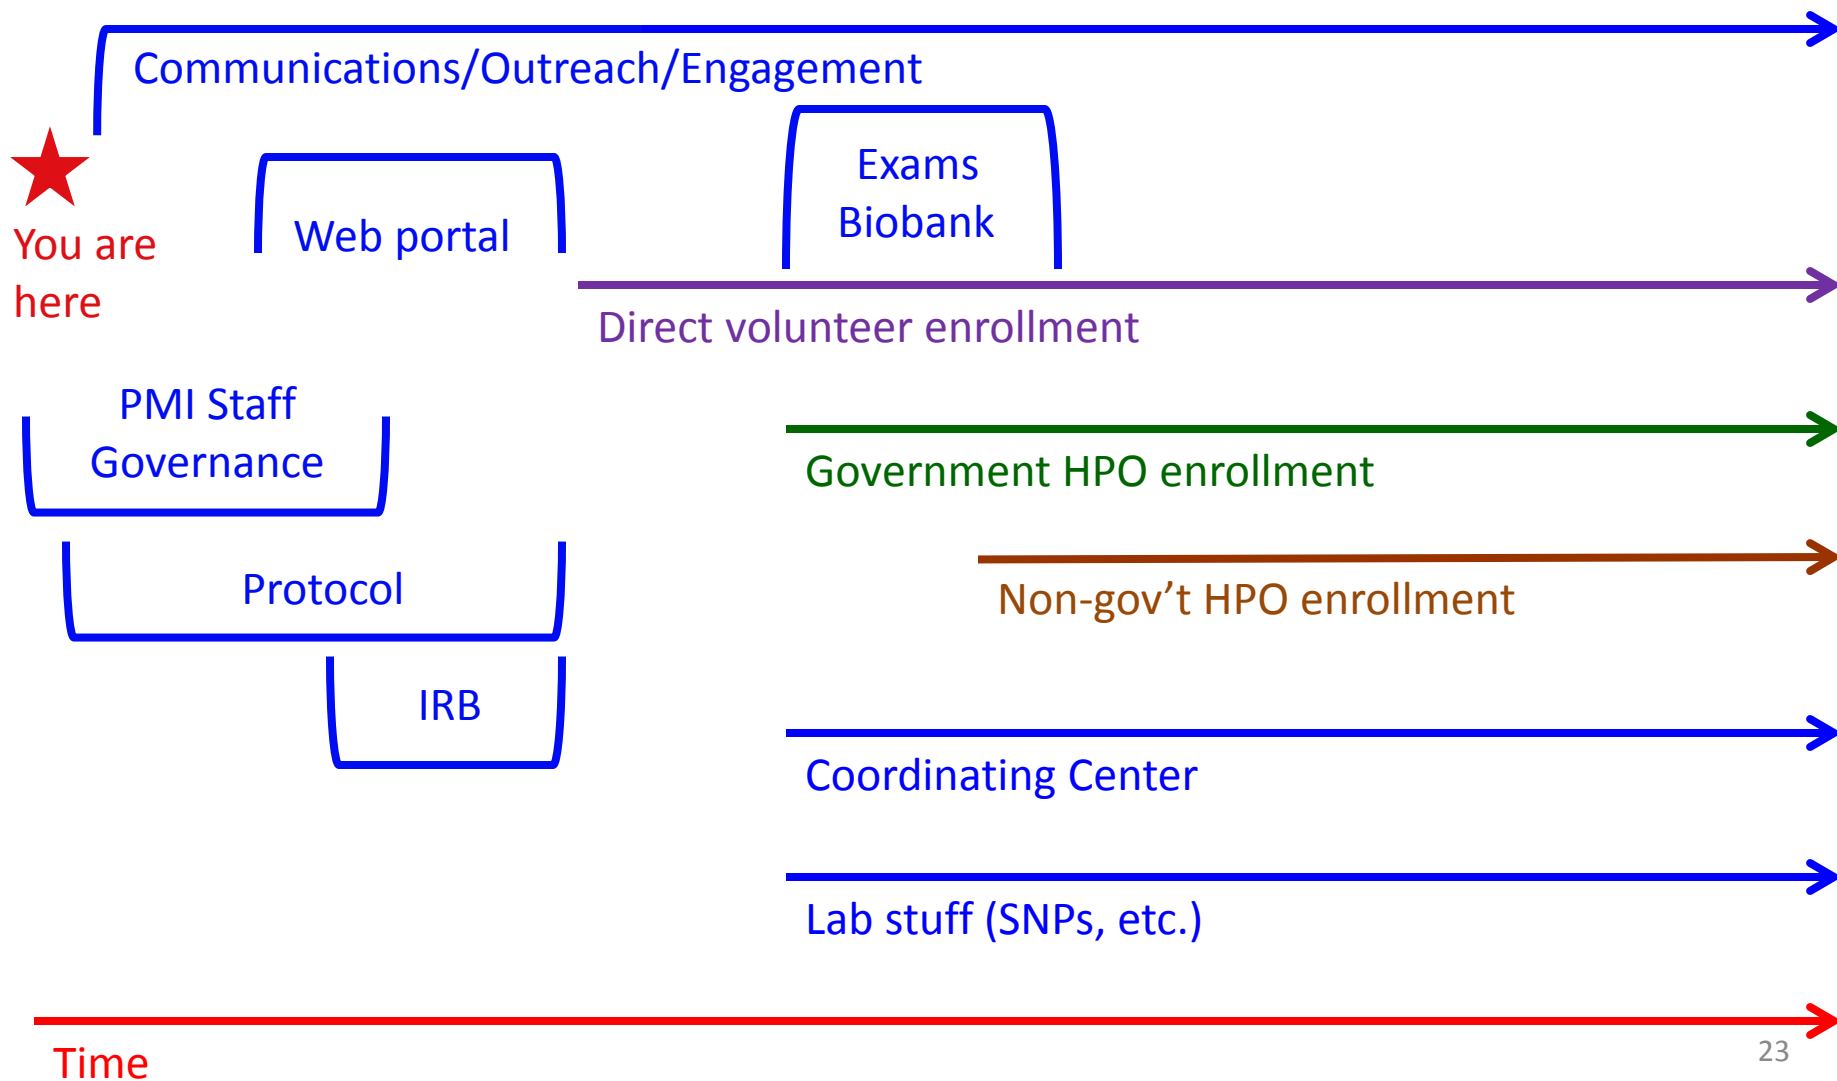 Communications/Outreach/Engagement
Exams
Biobank
Web portal
You are
here
Direct volunteer enrollment
PMI Staff
Governance
Government HPO enrollment
Protocol
Non-gov’t HPO enrollment
IRB
Coordinating Center
Lab stuff (SNPs, etc.)
Time
23